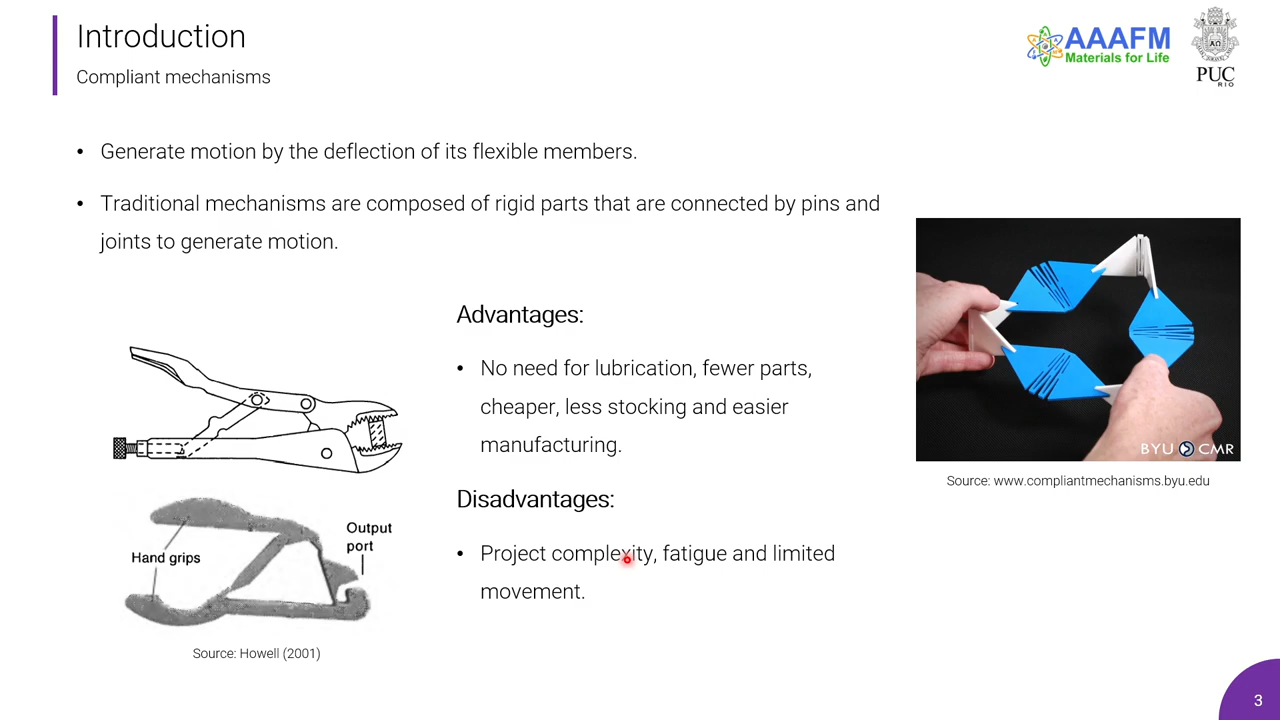 Introduction
Compliant mechanisms
AAAFM
Materials for Life
PUC
RIO
• Generate motion by the deflection of its flexible members.
• Traditional mechanisms are composed of rigid parts that are connected by pins and
joints to generate motion.
Advantages:
• No need for lubrication, fewer parts,
cheaper, less stocking and easier
manufacturing.
Disadvantages:
• Project complexity, fatigue and limited
movement.
Hand grips
Output
port
Source: Howell (2001)
BYU CMR
Source: www.compliantmechanisms.byu.edu
3